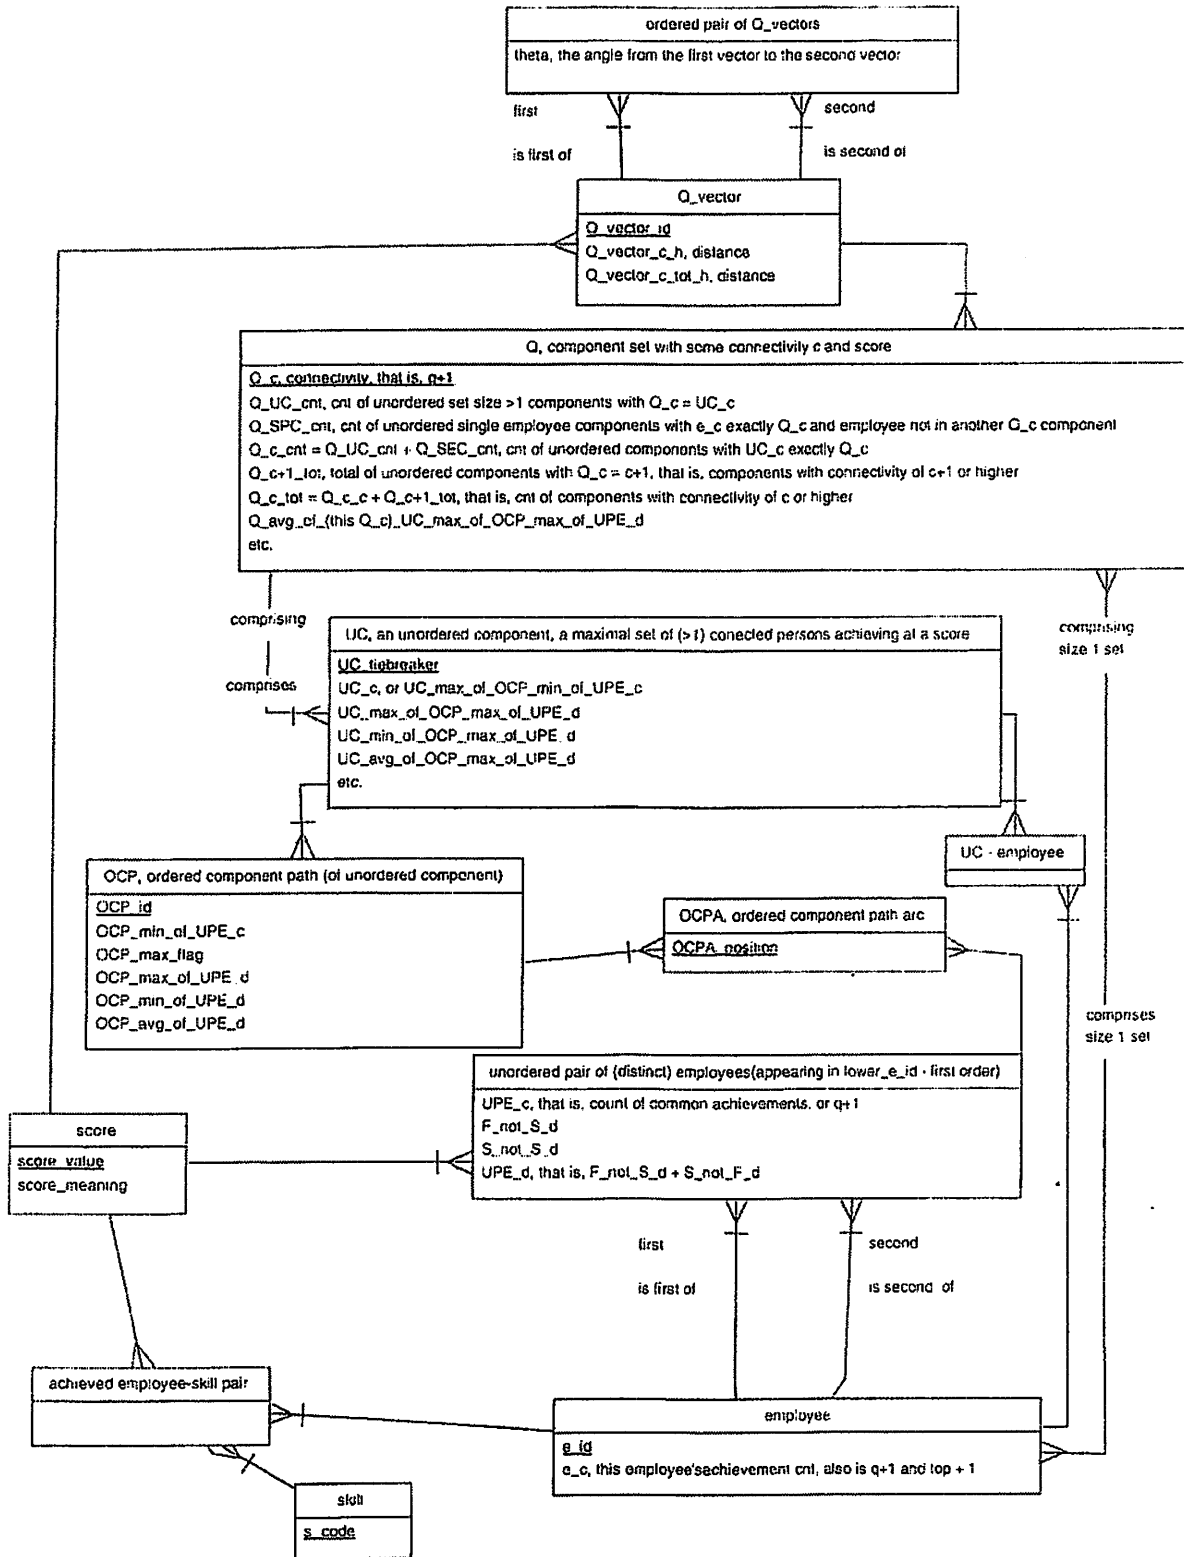 ordered pair of Q_vectors
theta, the angle from the first vector to the second vector
first
second
is first of
is second of
Q_vector
Q_vector_id
Q_vector_c_h, distance
Q_vector_c_tot_h, distance
Q, component set with some connectivity c and score
Q_c, connectivity, that is, q+1
Q_UC_cnt, cnt of unordered set size >1 components with Q_c = UC_c
Q_SPC_cnt, cnt of unordered single employee components with e_c exactly Q_c and employee not in another Q_c component
Q_c_cnt = Q_UC_cnt + Q_SEC_cnt, cnt of unordered components with UC_c exactly Q_c
Q_c+1_tot, total of unordered components with Q_c = c+1, that is, components with connectivity of c+1 or higher
Q_c_tot = Q_c_c + Q_c+1_tot, that is, cnt of components with connectivity of c or higher
Q_avg_of_(this Q_c)_UC_max_of_OCP_max_of_UPE_d
etc.
comprising
comprises
UC, an unordered component, a maximal set of (>1) conected persons achieving at a score
UC_tiebreaker
UC_c, or UC_max_of_OCP_min_of_UPE_c
UC_max_of_OCP_max_of_UPE_d
UC_min_of_OCP_max_of_UPE_d
UC_avg_of_OCP_max_of_UPE_d
etc.
comprising
size 1 set
UC - employee
OCP, ordered component path (of unordered component)
OCP_id
OCP_min_of_UPE_c
OCP_max_flag
OCP_max_of_UPE_d
OCP_min_of_UPE_d
OCP_avg_of_UPE_d
OCPA, ordered component path arc
OCPA_position
comprises
size 1 set
unordered pair of (distinct) employees(appearing in lower_e_id - first order)
UPE_c, that is, count of common achievements, or q+1
F_not_S_d
S_not_S_d
UPE_d, that is, F_not_S_d + S_not_F_d
score
score_value
score_meaning
first
second
is first of
is second of
achieved employee-skill pair
employee
e_id
e_c, this employee'sechievement cnt, also is q+1 and top + 1
skill
s_code